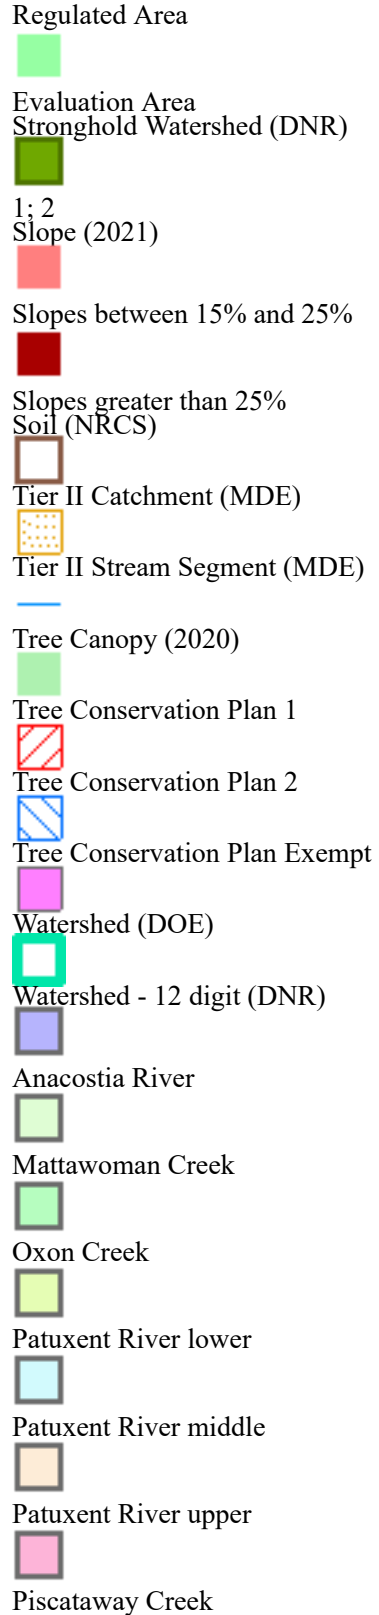 Regulated Area
Evaluation Area
Stronghold Watershed (DNR)
1; 2
Slope (2021)
Slopes between 15% and 25%
Slopes greater than 25%
Soil (NRCS)
Tier II Catchment (MDE)
Tier II Stream Segment (MDE)
Tree Canopy (2020)
Tree Conservation Plan 1
Tree Conservation Plan 2
Tree Conservation Plan Exempt
Watershed (DOE)
Watershed - 12 digit (DNR)
Anacostia River
Mattawoman Creek
Oxon Creek
Patuxent River lower
Patuxent River middle
Patuxent River upper
Piscataway Creek